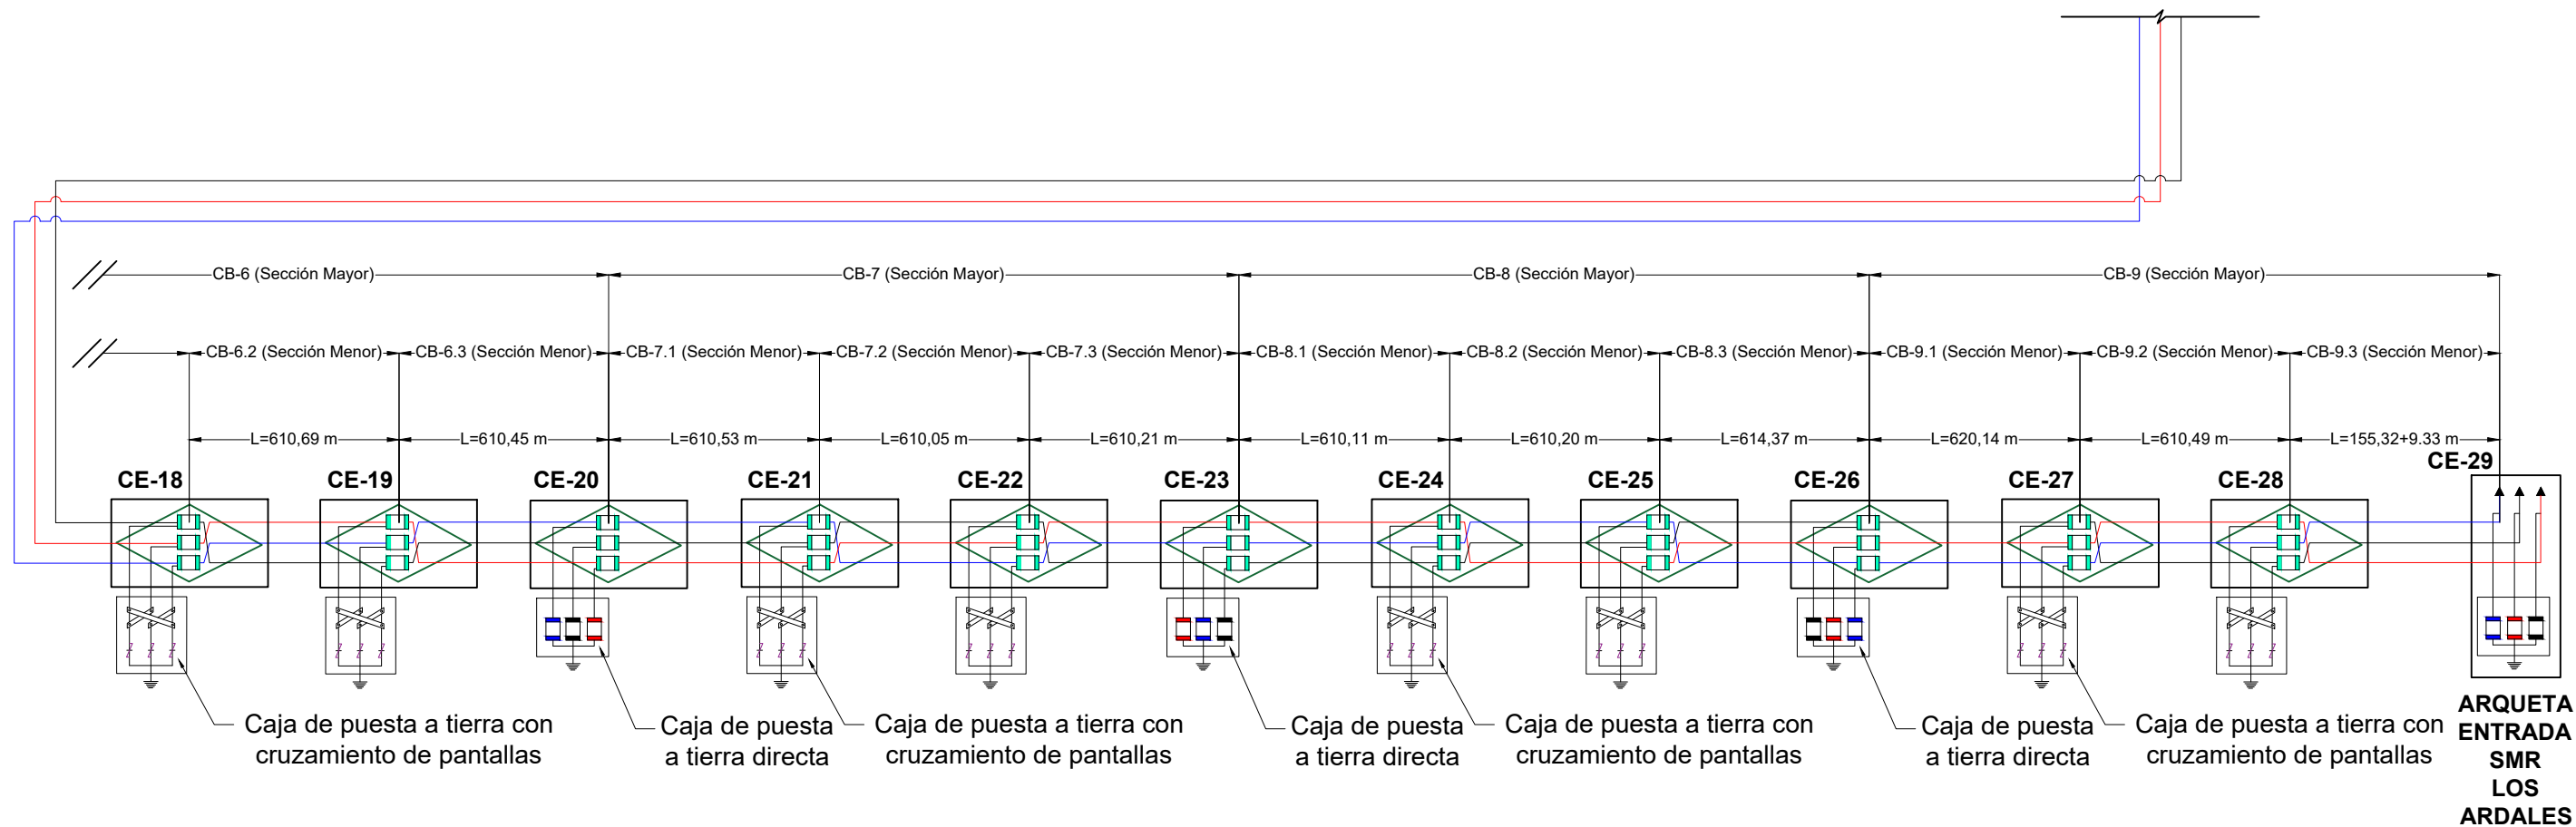 CB-6 (Sección Mayor)
CB-7 (Sección Mayor)
CB-8 (Sección Mayor)
CB-9 (Sección Mayor)
CB-6.2 (Sección Menor)
CB-6.3 (Sección Menor)
CB-7.1 (Sección Menor)
CB-7.2 (Sección Menor)
CB-7.3 (Sección Menor)
CB-8.1 (Sección Menor)
CB-8.2 (Sección Menor)
CB-8.3 (Sección Menor)
CB-9.1 (Sección Menor)
CB-9.2 (Sección Menor)
CB-9.3 (Sección Menor)
L=610,69 m
L=610,45 m
L=610,53 m
L=610,05 m
L=610,21 m
L=610,11 m
L=610,20 m
L=614,37 m
L=620,14 m
L=610,49 m
L=155,32+9.33 m
CE-18
CE-19
CE-20
CE-21
CE-22
CE-23
CE-24
CE-25
CE-26
CE-27
CE-28
CE-29
Caja de puesta a tierra con
cruzamiento de pantallas
Caja de puesta
a tierra directa
Caja de puesta a tierra con
cruzamiento de pantallas
Caja de puesta
a tierra directa
Caja de puesta a tierra con
cruzamiento de pantallas
Caja de puesta
a tierra directa
Caja de puesta a tierra con
cruzamiento de pantallas
ARQUETA
ENTRADA
SMR
LOS
ARDALES